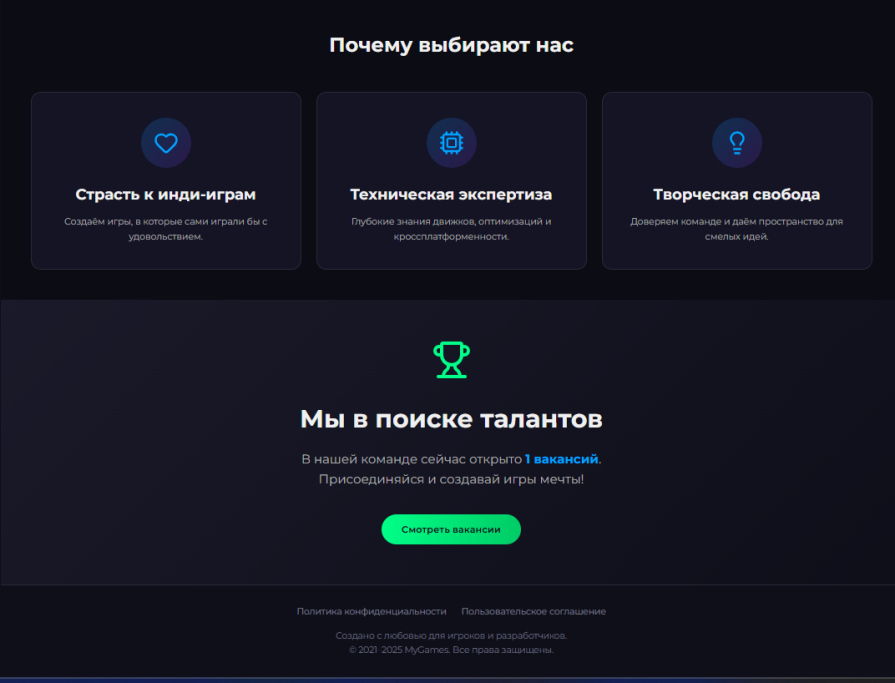 Почему выбирают нас
Страсть к инди-играм
Создаём игры, в которые сами играли бы с
удовольствием.
Техническая экспертиза
Глубокие знания движков, оптимизаций и
кроссплатформенности.
Творческая свобода
Доверяем команде и даём пространство для
смелых идей.
Мы в поиске талантов
В нашей команде сейчас открыто 1 вакансий.
Присоединяйся и создавай игры мечты!
Смотреть вакансии
Политика конфиденциальности Пользовательское соглашение
Создано с любовью для игроков и разработчиков.
© 2021–2025 MyGames. Все права защищены.